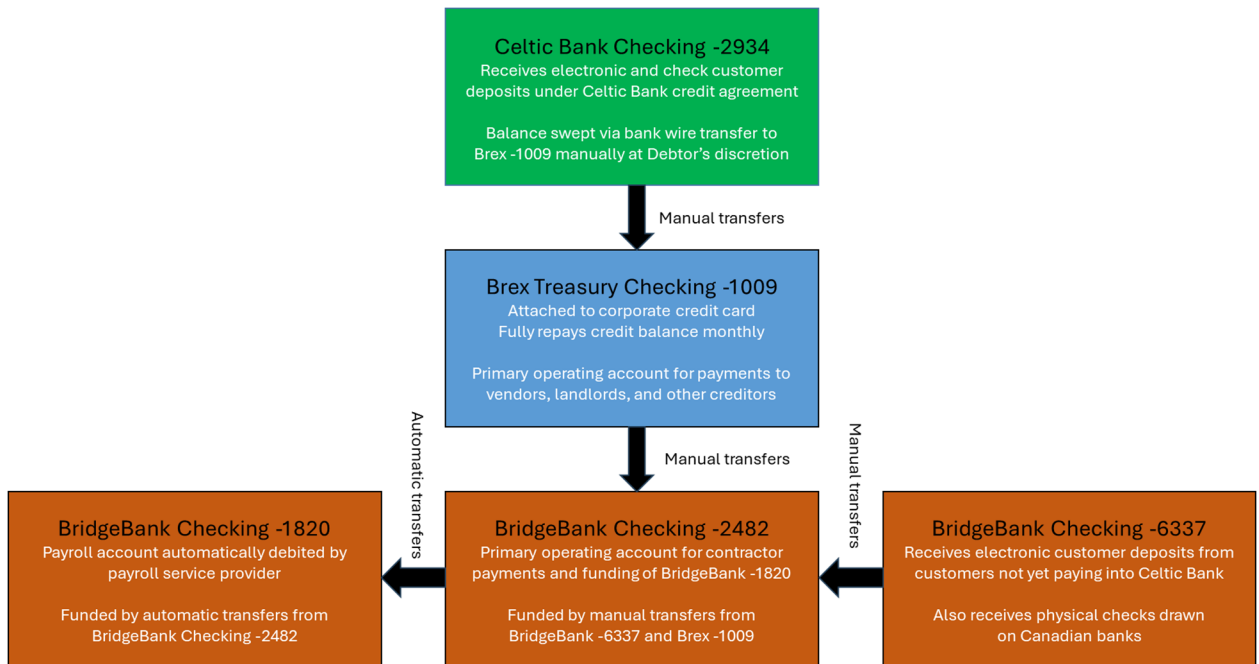 Celtic Bank Checking -2934
Receives electronic and check customer
deposits under Celtic Bank credit agreement
Balance swept via bank wire transfer to
Brex -1009 manually at Debtor's discretion
Manual transfers
Brex Treasury Checking -1009
Attached to corporate credit card
Fully repays credit balance monthly
Primary operating account for payments to
vendors, landlords, and other creditors
Automatic transfers
Manual transfers
Manual transfers
BridgeBank Checking -1820
Payroll account automatically debited by
payroll service provider
Funded by automatic transfers from
BridgeBank Checking -2482
BridgeBank Checking -2482
Primary operating account for contractor
payments and funding of BridgeBank -1820
Funded by manual transfers from
BridgeBank -6337 and Brex -1009
BridgeBank Checking -6337
Receives electronic customer deposits from
customers not yet paying into Celtic Bank
Also receives physical checks drawn
on Canadian banks